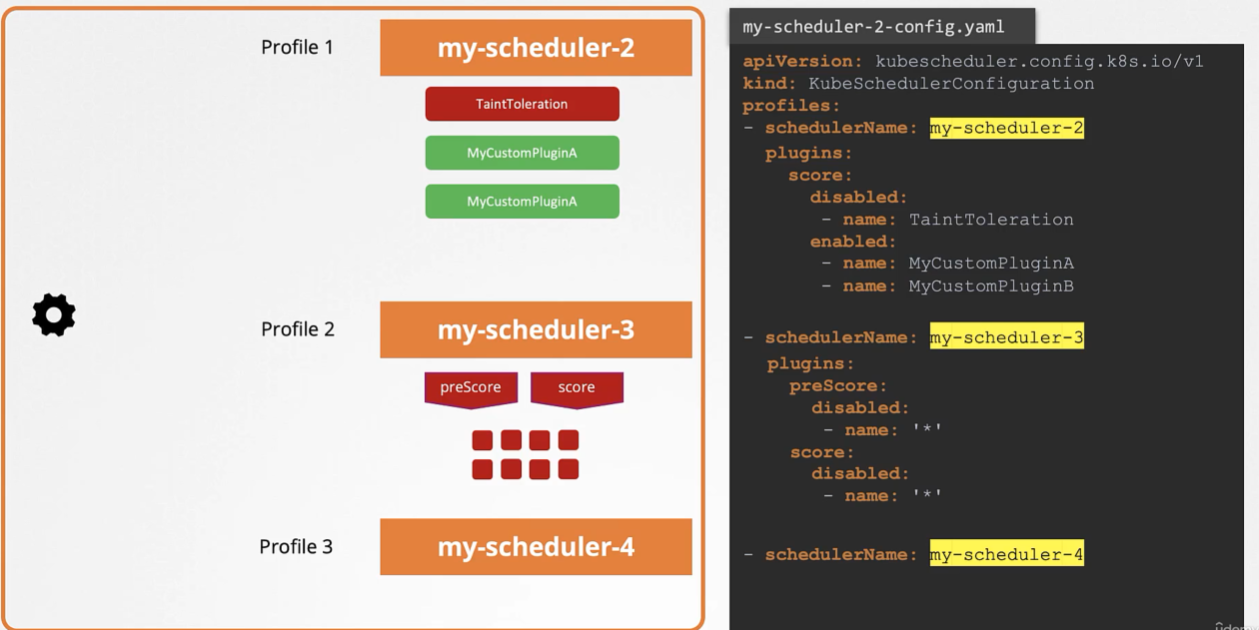 Profile 1
my-scheduler-2
TaintToleration
MyCustomPluginA
MyCustomPluginA
Profile 2
my-scheduler-3
preScore
score
Profile 3
my-scheduler-4
my-scheduler-2-config.yaml
apiVersion: kubescheduler.config.k8s.io/v1
kind: KubeSchedulerConfiguration
profiles:
- schedulerName: my-scheduler-2
  plugins:
    score:
      disabled:
       - name: TaintToleration
      enabled:
       - name: MyCustomPluginA
       - name: MyCustomPluginB
- schedulerName: my-scheduler-3
  plugins:
    preScore:
      disabled:
       - name: '*'
    score:
      disabled:
       - name: '*'
- schedulerName: my-scheduler-4